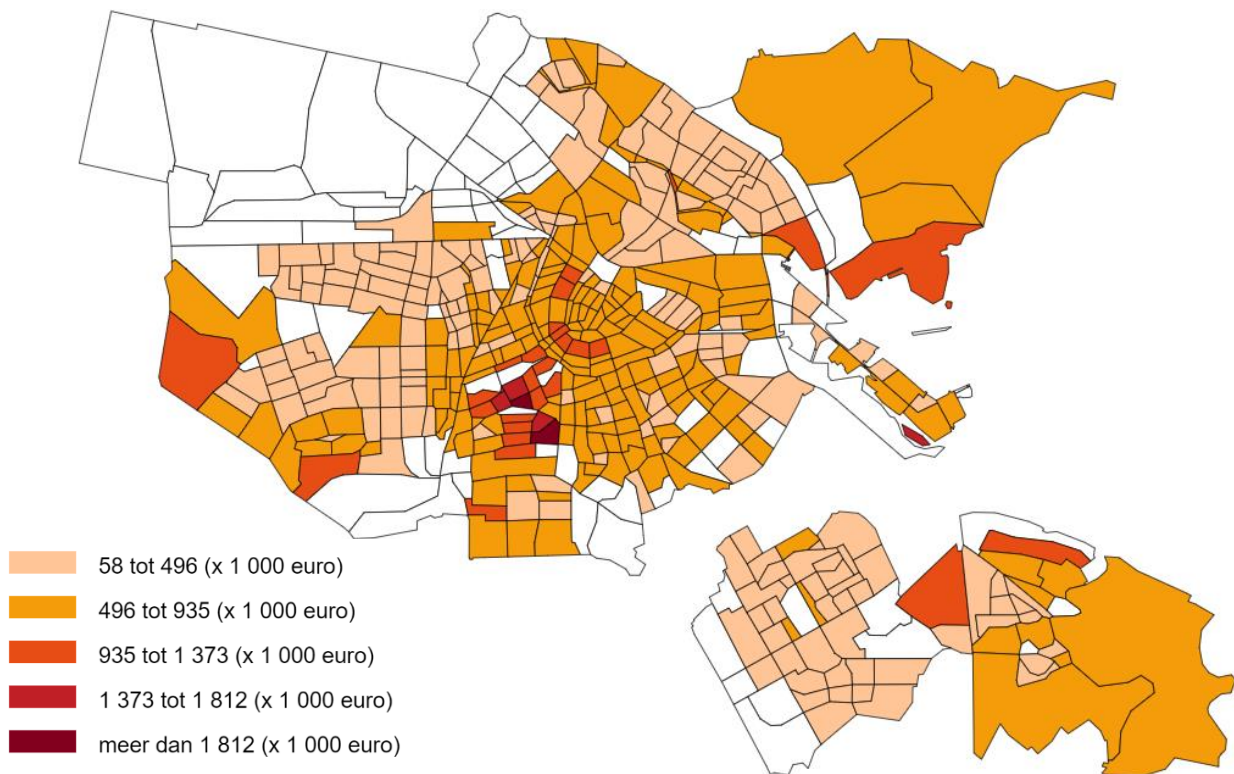 58 tot 496 (x 1 000 euro)
496 tot 935 (x 1 000 euro)
935 tot 1 373 (x 1 000 euro)
1 373 tot 1 812 (x 1 000 euro)
meer dan 1 812 (x 1 000 euro)